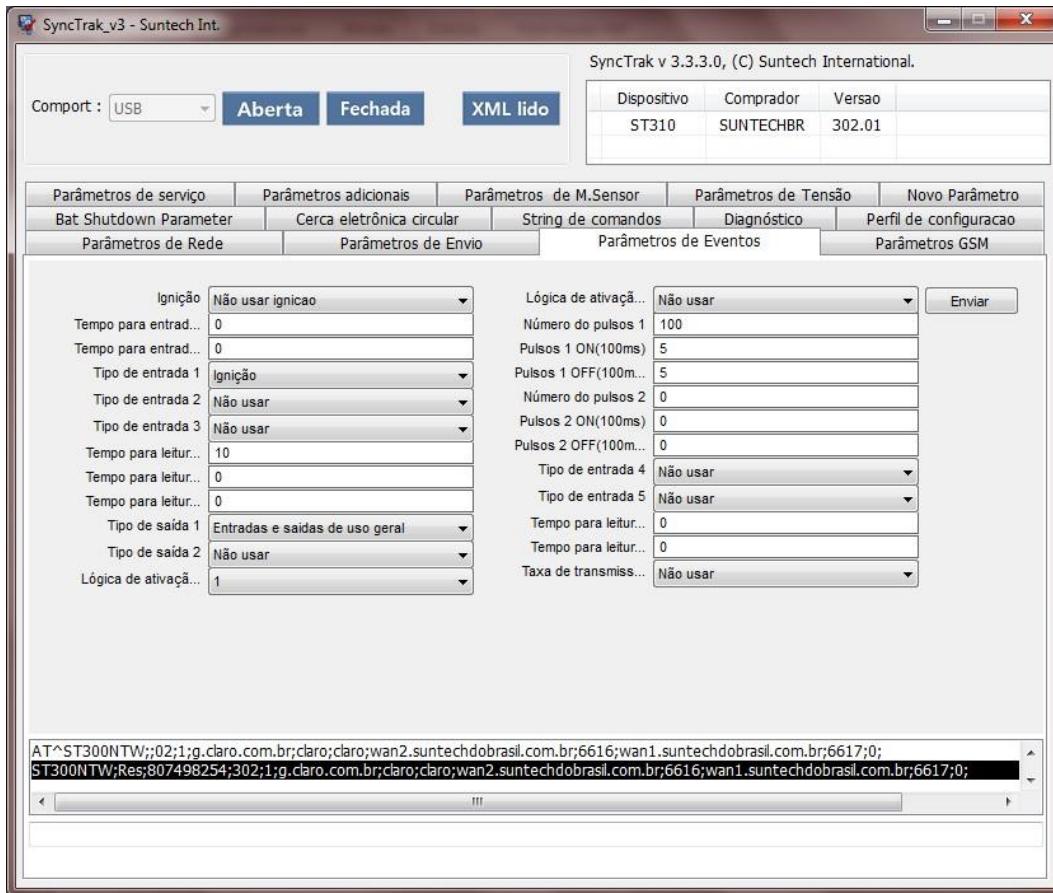 SyncTrak_v3 - Suntech Int.
SyncTrak v 3.3.3.0, (C) Suntech International.
Comport : USB Aberta Fechada XML lido
Dispositivo Comprador Versao
ST310 SUNTECHBR 302.01
Parâmetros de serviço Parâmetros adicionais Parâmetros de M.Sensor Parâmetros de Tensão Novo Parâmetro
Bat Shutdown Parameter Cerca eletrônica circular String de comandos Diagnóstico Perfil de configuracao
Parâmetros de Rede Parâmetros de Envio Parâmetros de Eventos Parâmetros GSM
Ignição Não usar ignicao
Tempo para entrad... 0
Tempo para entrad... 0
Tipo de entrada 1 Ignição
Tipo de entrada 2 Não usar
Tipo de entrada 3 Não usar
Tempo para leitur... 10
Tempo para leitur... 0
Tempo para leitur... 0
Tipo de saída 1 Entradas e saidas de uso geral
Tipo de saída 2 Não usar
Lógica de ativaçã... 1
Lógica de ativaçã... Não usar
Enviar
Número do pulsos 1 100
Pulsos 1 ON(100ms) 5
Pulsos 1 OFF(100m... 5
Número do pulsos 2 0
Pulsos 2 ON(100ms) 0
Pulsos 2 OFF(100m... 0
Tipo de entrada 4 Não usar
Tipo de entrada 5 Não usar
Tempo para leitur... 0
Tempo para leitur... 0
Taxa de transmiss... Não usar
AT^ST300NTW;;02;1;g.claro.com.br;claro;claro;wan2.suntechdobrasil.com.br;6616;wan1.suntechdobrasil.com.br;6617;0;
ST300NTW;Res;807498254;302;1;g.claro.com.br;claro;claro;wan2.suntechdobrasil.com.br;6616;wan1.suntechdobrasil.com.br;6617;0;